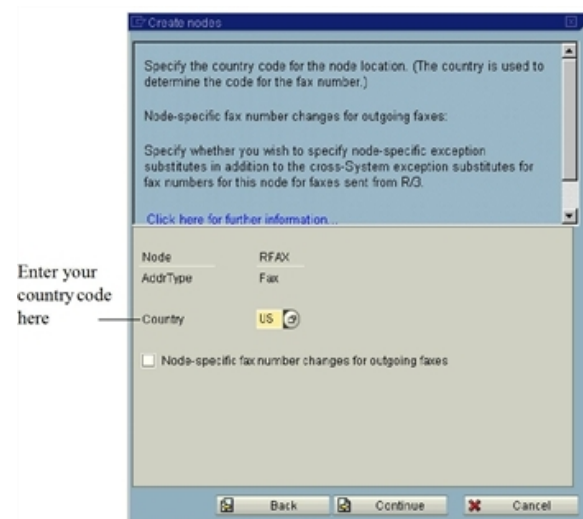 Create nodes
Specify the country code for the node location. (The country is used to
determine the code for the fax number.)
Node-specific fax number changes for outgoing faxes:
Specify whether you wish to specify node-specific exception
substitutes in addition to the cross-System exception substitutes for
fax numbers for this node for faxes sent from R/3.
Click here for further information...
Node RFAX
AddrType Fax
Enter your
country code
here
Country US
Node-specific fax number changes for outgoing faxes
Back Continue Cancel